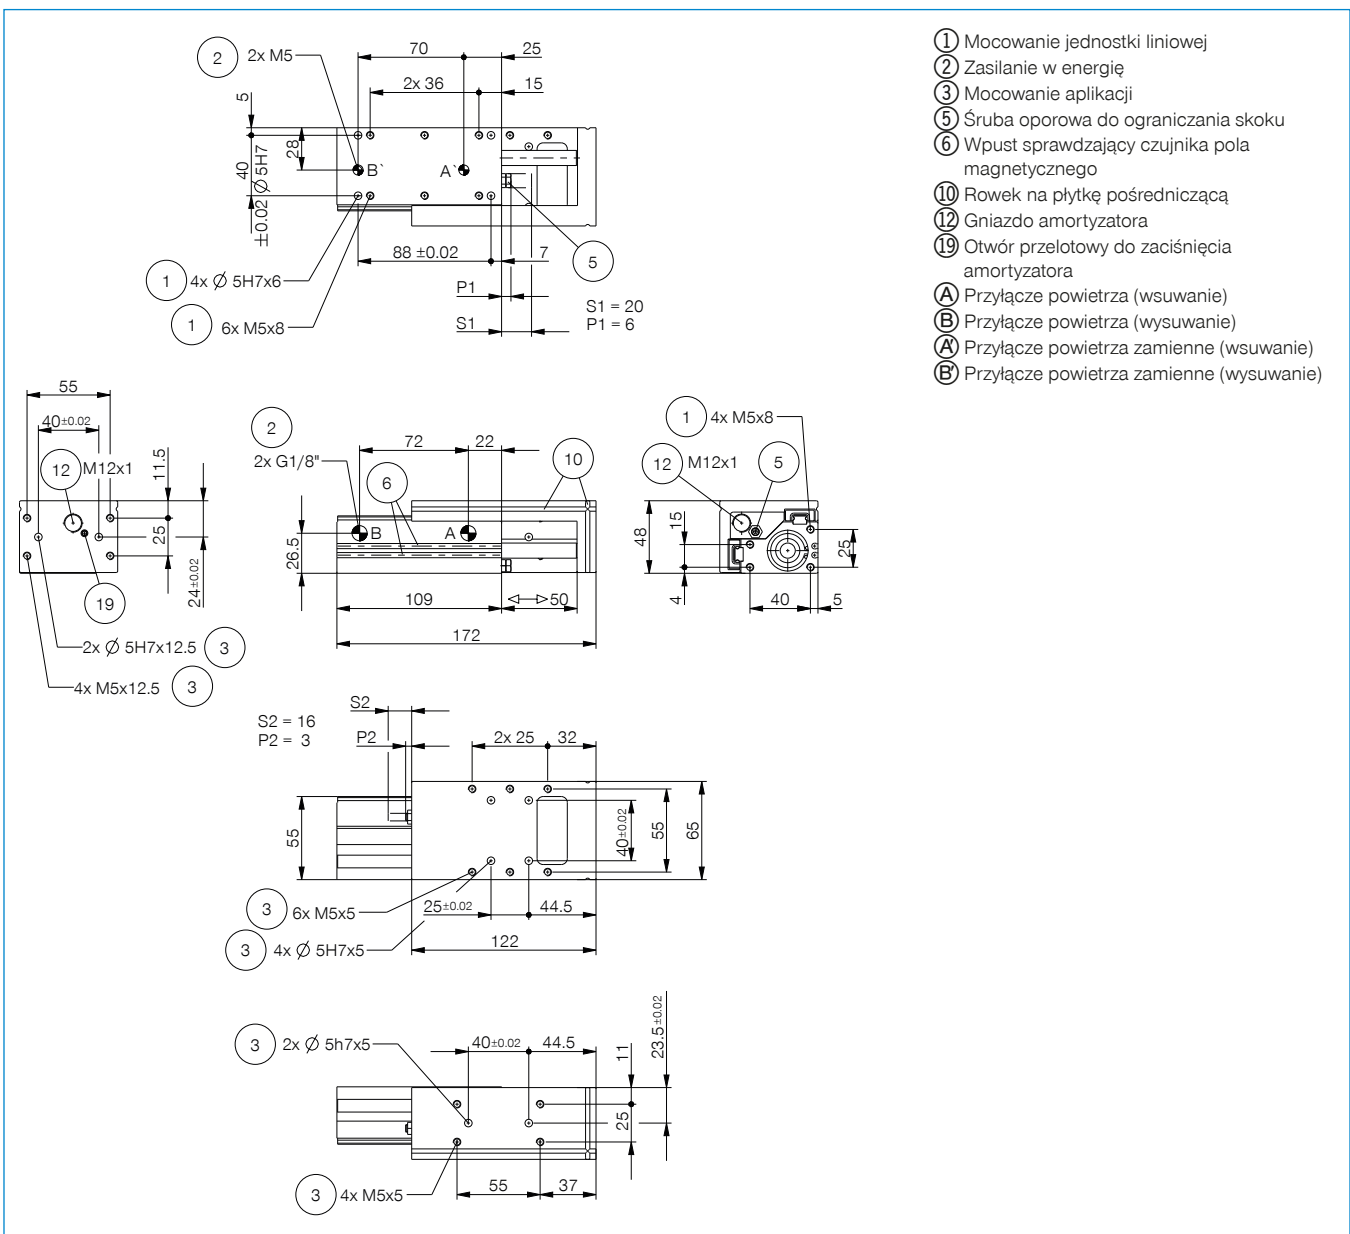 ① Mocowanie jednostki liniowej
② Zasilanie w energię
③ Mocowanie aplikacji
⑤ Śruba oporowa do ograniczania skoku
⑥ Wpust sprawdzający czujnika pola
magnetycznego
⑩ Rowek na płytkę pośredniczącą
⑫ Gniazdo amortyzatora
⑲ Otwór przelotowy do zaciśnięcia
amortyzatora
Ⓐ Przyłącze powietrza (wsuwanie)
Ⓑ Przyłącze powietrza (wysuwanie)
A' Przyłącze powietrza zamienne (wsuwanie)
B' Przyłącze powietrza zamienne (wysuwanie)
2 2x M5
70 25
2x 36 15
5
28
40
±0.02 Ø 5H7
B` A`
88 ±0.02 7
5
1 4x Ø 5H7x6
1 6x M5x8
P1
S1
S1 = 20
P1 = 6
55
40±0.02
12 M12x1
11.5
25
24±0.02
19
2x Ø 5H7x12.5 3
4x M5x12.5 3
2
2x G1/8"
72 22
10
6
B A
26.5
109 50
172
1 4x M5x8
12 M12x1 5
48
15
4
25
40 5
S2
S2 = 16
P2 = 3
P2
2x 25 32
55
40±0.02
55
65
3 6x M5x5
25±0.02 44.5
3 4x Ø 5H7x5
122
3 2x Ø 5h7x5
40±0.02 44.5
11
23.5±0.02
25
3 4x M5x5
55 37